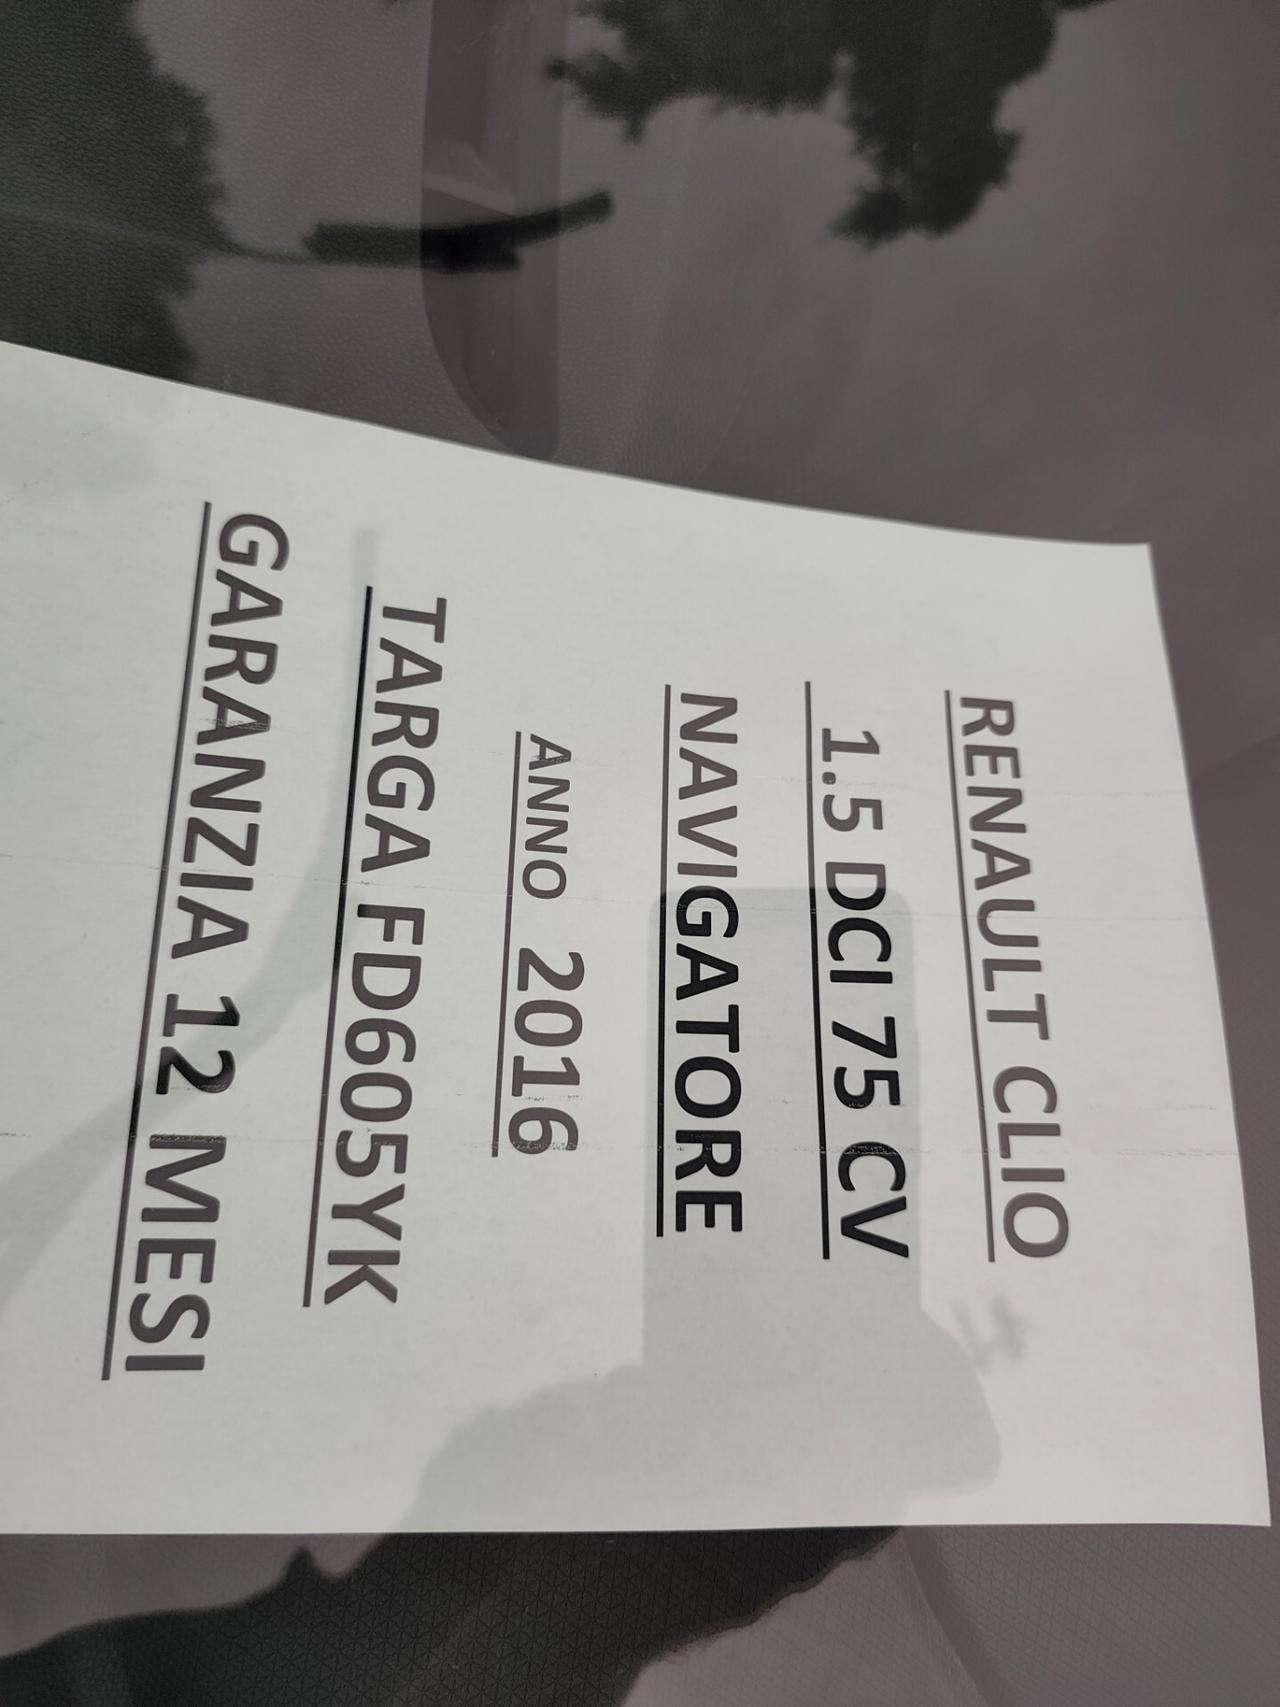 RENAULT CLIO
1.5 DCI 75 CV
NAVIGATORE
ANNO 2016
TARGA FD605YK
GARANZIA 12 MESI